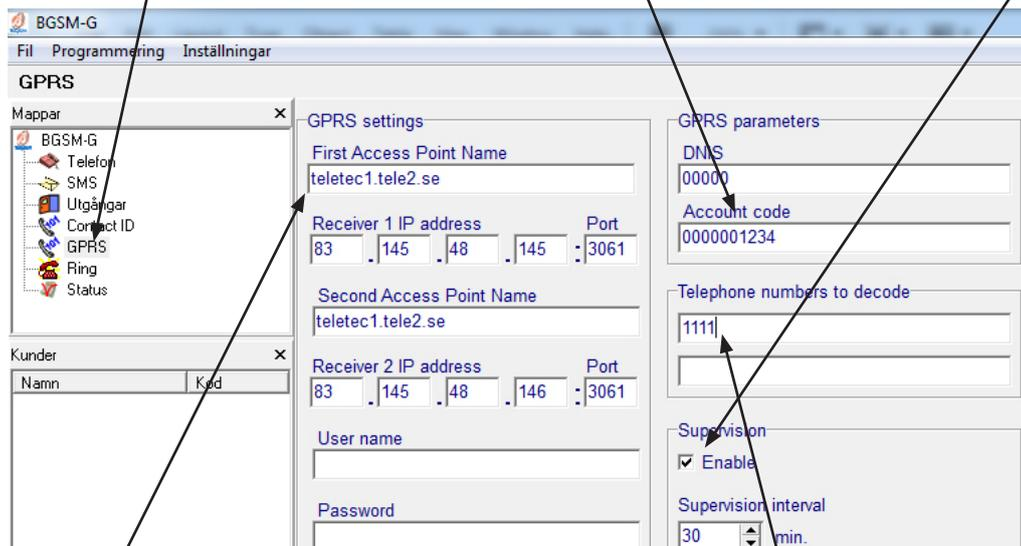 BGSM-G
Fil Programmering Inställningar
GPRS
Mappar
BGSM-G
Telefon
SMS
Utgångar
Contact ID
GPRS
Ring
Status
Kunder
Namn Kod
GPRS settings
First Access Point Name
teletec1.tele2.se
Receiver 1 IP address Port
83 . 145 . 48 . 145 : 3061
Second Access Point Name
teletec1.tele2.se
Receiver 2 IP address Port
83 . 145 . 48 . 146 : 3061
User name
Password
GPRS parameters
DNIS
00000
Account code
0000001234
Telephone numbers to decode
1111
Supervision
Enable
Supervision interval
30 min.